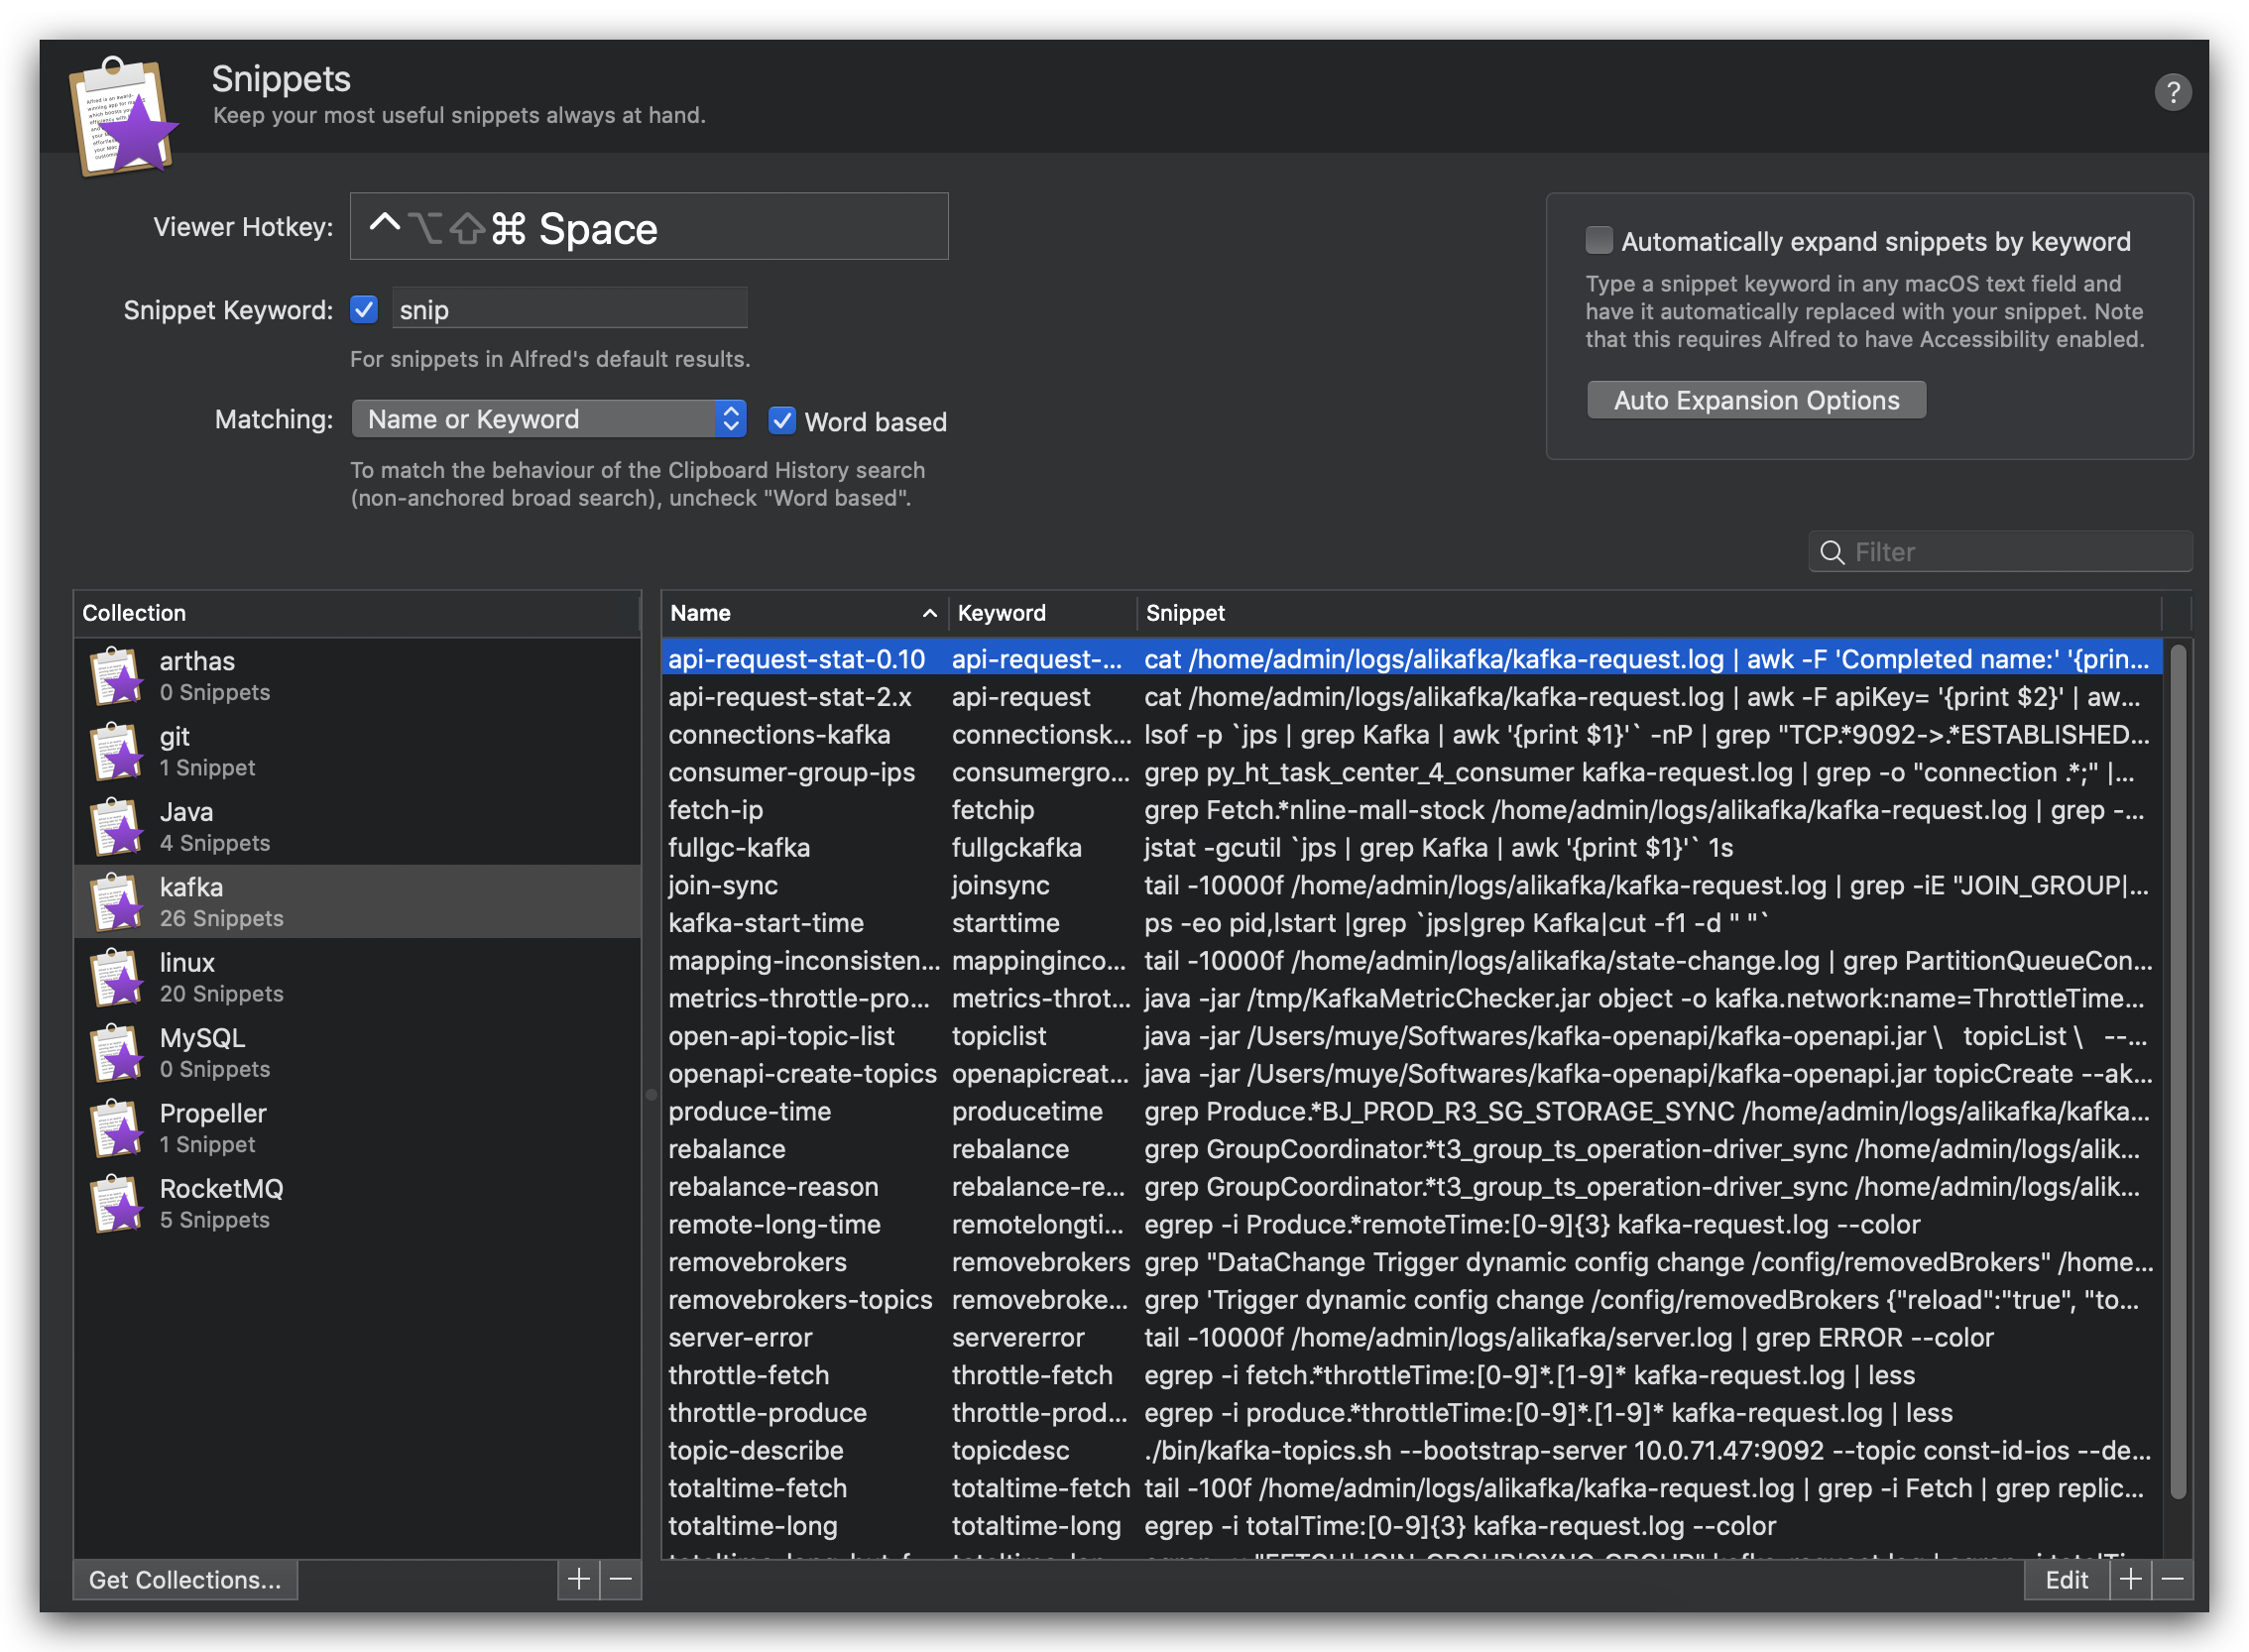 Snippets
Keep your most useful snippets always at hand.
?
Viewer Hotkey: ^⌥⇧⌘ Space
Snippet Keyword: snip
For snippets in Alfred's default results.
Matching: Name or Keyword Word based
To match the behaviour of the Clipboard History search
(non-anchored broad search), uncheck "Word based".
Automatically expand snippets by keyword
Type a snippet keyword in any macOS text field and
have it automatically replaced with your snippet. Note
that this requires Alfred to have Accessibility enabled.
Auto Expansion Options
Filter
Collection
arthas
0 Snippets
git
1 Snippet
Java
4 Snippets
kafka
26 Snippets
linux
20 Snippets
MySQL
0 Snippets
Propeller
1 Snippet
RocketMQ
5 Snippets
Get Collections...
Name Keyword Snippet
api-request-stat-0.10 api-request-... cat /home/admin/logs/alikafka/kafka-request.log | awk -F 'Completed name:' '{prin...
api-request-stat-2.x api-request cat /home/admin/logs/alikafka/kafka-request.log | awk -F apiKey= '{print $2}' | aw...
connections-kafka connectionsk... lsof -p `jps | grep Kafka | awk '{print $1}'` -nP | grep "TCP.*9092->.*ESTABLISHED...
consumer-group-ips consumergro... grep py_ht_task_center_4_consumer kafka-request.log | grep -o "connection .*;" |...
fetch-ip fetchip grep Fetch.*nline-mall-stock /home/admin/logs/alikafka/kafka-request.log | grep -...
fullgc-kafka fullgckafka jstat -gcutil `jps | grep Kafka | awk '{print $1}'` 1s
join-sync joinsync tail -10000f /home/admin/logs/alikafka/kafka-request.log | grep -iE "JOIN_GROUP|...
kafka-start-time starttime ps -eo pid,lstart |grep `jps|grep Kafka|cut -f1 -d " "`
mapping-inconsisten... mappinginco... tail -10000f /home/admin/logs/alikafka/state-change.log | grep PartitionQueueCon...
metrics-throttle-pro... metrics-throt... java -jar /tmp/KafkaMetricChecker.jar object -o kafka.network:name=ThrottleTime...
open-api-topic-list topiclist java -jar /Users/muye/Softwares/kafka-openapi/kafka-openapi.jar \ topicList \ --...
openapi-create-topics openapicreat... java -jar /Users/muye/Softwares/kafka-openapi/kafka-openapi.jar topicCreate --ak...
produce-time producetime grep Produce.*BJ_PROD_R3_SG_STORAGE_SYNC /home/admin/logs/alikafka/kafka...
rebalance rebalance grep GroupCoordinator.*t3_group_ts_operation-driver_sync /home/admin/logs/alik...
rebalance-reason rebalance-re... grep GroupCoordinator.*t3_group_ts_operation-driver_sync /home/admin/logs/alik...
remote-long-time remotelongti... egrep -i Produce.*remoteTime:[0-9]{3} kafka-request.log --color
removebrokers removebrokers grep "DataChange Trigger dynamic config change /config/removedBrokers" /home...
removebrokers-topics removebroke... grep 'Trigger dynamic config change /config/removedBrokers {"reload":"true", "to...
server-error servererror tail -10000f /home/admin/logs/alikafka/server.log | grep ERROR --color
throttle-fetch throttle-fetch egrep -i fetch.*throttleTime:[0-9]*.[1-9]* kafka-request.log | less
throttle-produce throttle-prod... egrep -i produce.*throttleTime:[0-9]*.[1-9]* kafka-request.log | less
topic-describe topicdesc ./bin/kafka-topics.sh --bootstrap-server 10.0.71.47:9092 --topic const-id-ios --de...
totaltime-fetch totaltime-fetch tail -100f /home/admin/logs/alikafka/kafka-request.log | grep -i Fetch | grep replic...
totaltime-long totaltime-long egrep -i totalTime:[0-9]{3} kafka-request.log --color
Edit